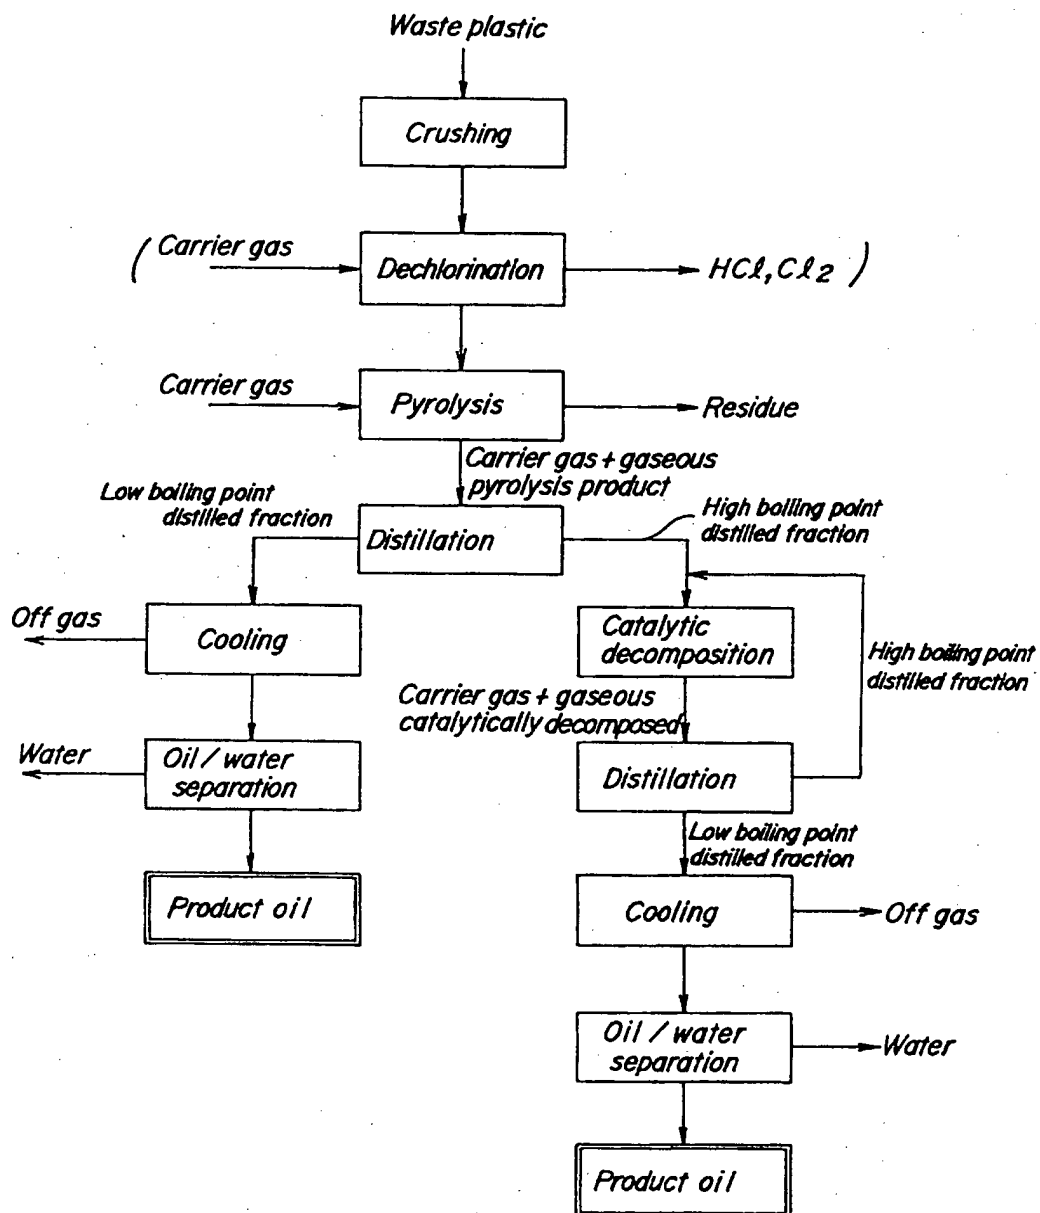 Waste plastic
Crushing
( Carrier gas
Dechlorination
HCl, Cl2 )
Carrier gas
Pyrolysis
Residue
Carrier gas + gaseous
pyrolysis product
Low boiling point
distilled fraction
Distillation
High boiling point
distilled fraction
Off gas
Cooling
Catalytic
decomposition
High boiling point
distilled fraction
Carrier gas + gaseous
catalytically decomposed
Water
Oil / water
separation
Distillation
Low boiling point
distilled fraction
Product oil
Cooling
Off gas
Oil / water
separation
Water
Product oil